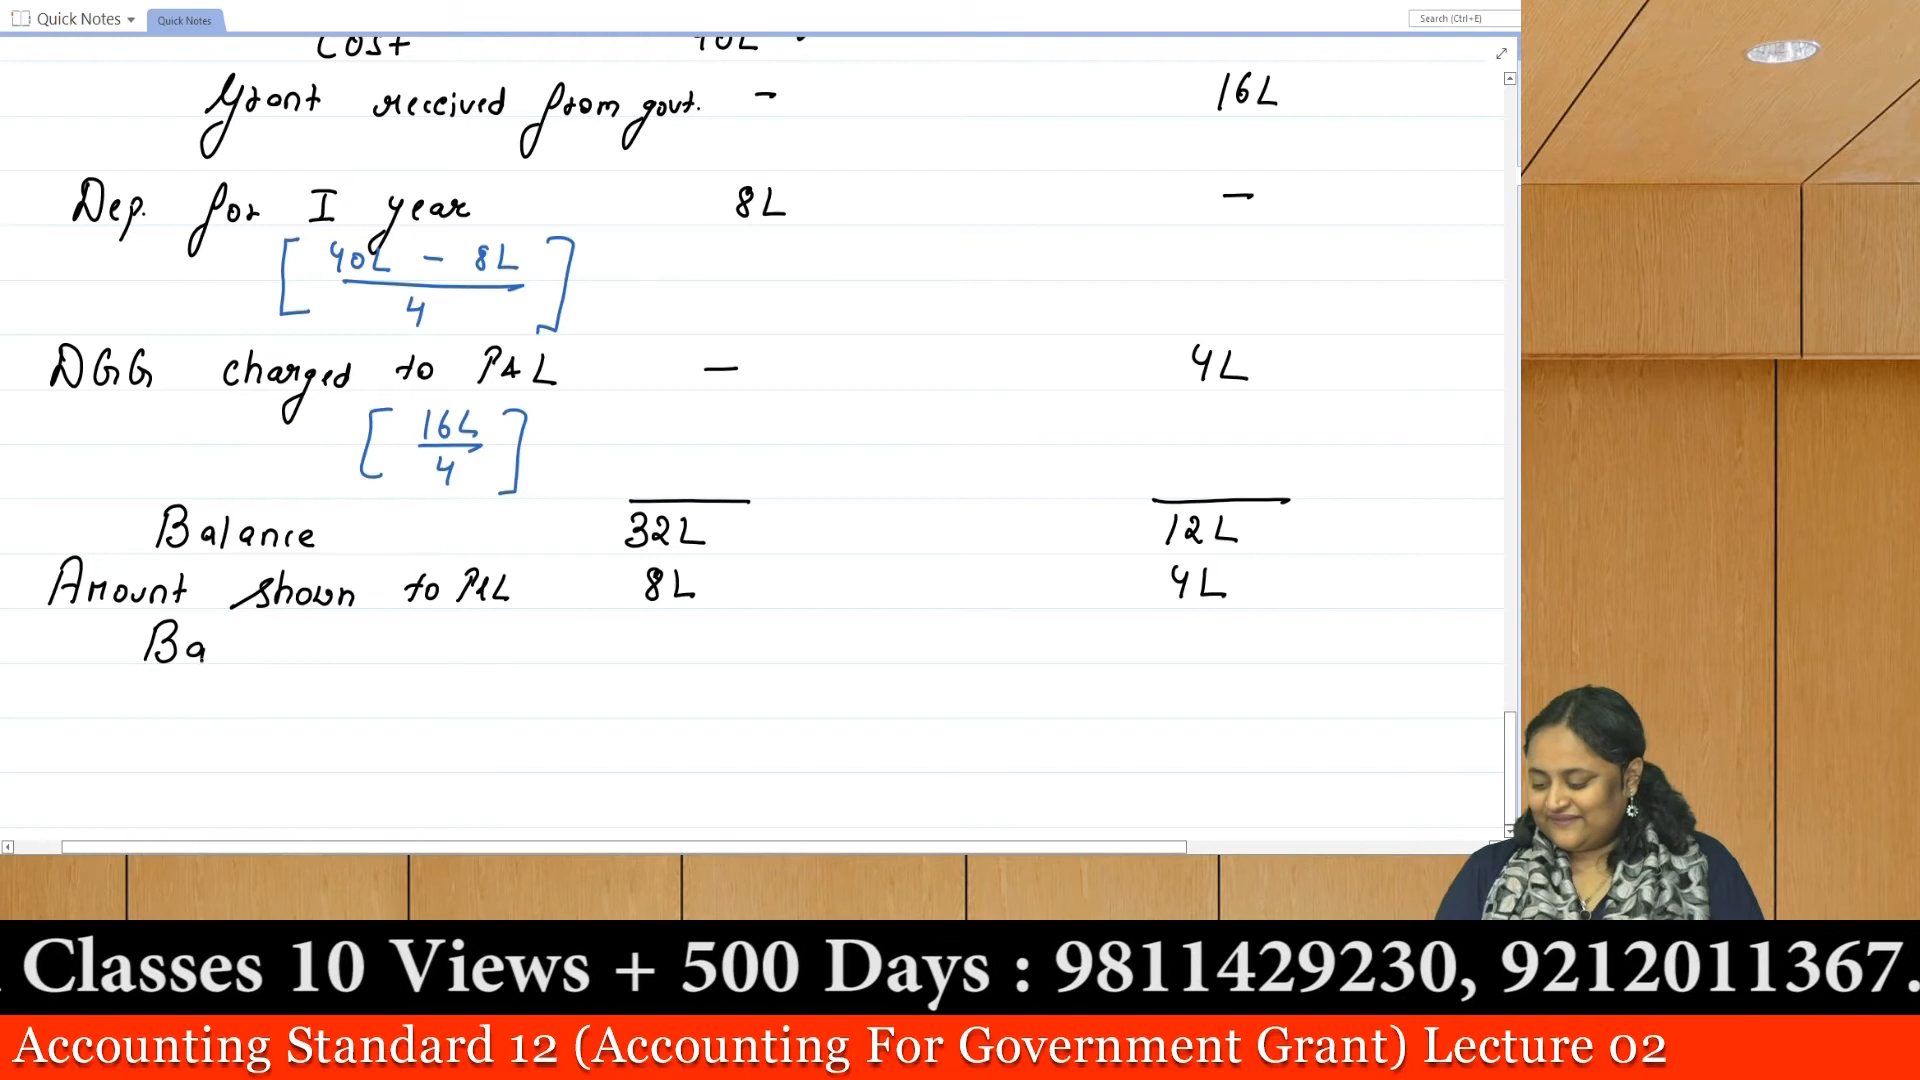 Quick Notes Quick Notes Search (Ctrl+E)
Cost 40L
Grant received from govt. - 16L
Dep. for I year 8L -
[ 40L - 8L
4 ]
DGG charged to P&L - 4L
[ 16L
4 ]
Balance 32L 12L
Amount shown to P&L 8L 4L
Ba
Classes 10 Views + 500 Days : 9811429230, 9212011367.
Accounting Standard 12 (Accounting For Government Grant) Lecture 02